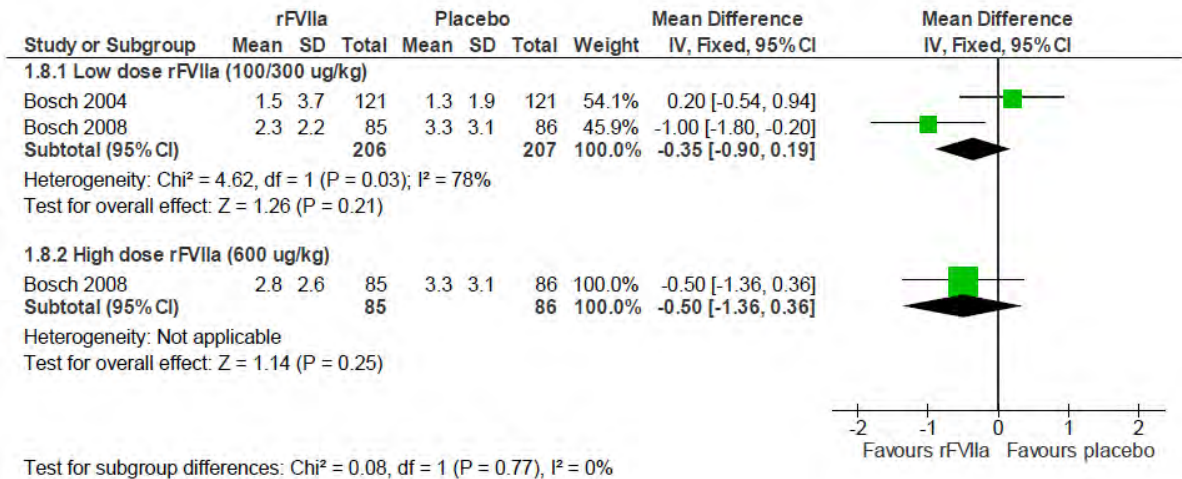 rFVIIa Placebo Mean Difference Mean Difference
Study or Subgroup Mean SD Total Mean SD Total Weight IV, Fixed, 95% CI IV, Fixed, 95% CI
1.8.1 Low dose rFVIIa (100/300 ug/kg)
Bosch 2004 1.5 3.7 121 1.3 1.9 121 54.1% 0.20 [-0.54, 0.94]
Bosch 2008 2.3 2.2 85 3.3 3.1 86 45.9% -1.00 [-1.80, -0.20]
Subtotal (95% CI) 206 207 100.0% -0.35 [-0.90, 0.19]
Heterogeneity: Chi² = 4.62, df = 1 (P = 0.03); I² = 78%
Test for overall effect: Z = 1.26 (P = 0.21)
1.8.2 High dose rFVIIa (600 ug/kg)
Bosch 2008 2.8 2.6 85 3.3 3.1 86 100.0% -0.50 [-1.36, 0.36]
Subtotal (95% CI) 85 86 100.0% -0.50 [-1.36, 0.36]
Heterogeneity: Not applicable
Test for overall effect: Z = 1.14 (P = 0.25)
-2 -1 0 1 2
Favours rFVIIa Favours placebo
Test for subgroup differences: Chi² = 0.08, df = 1 (P = 0.77), I² = 0%